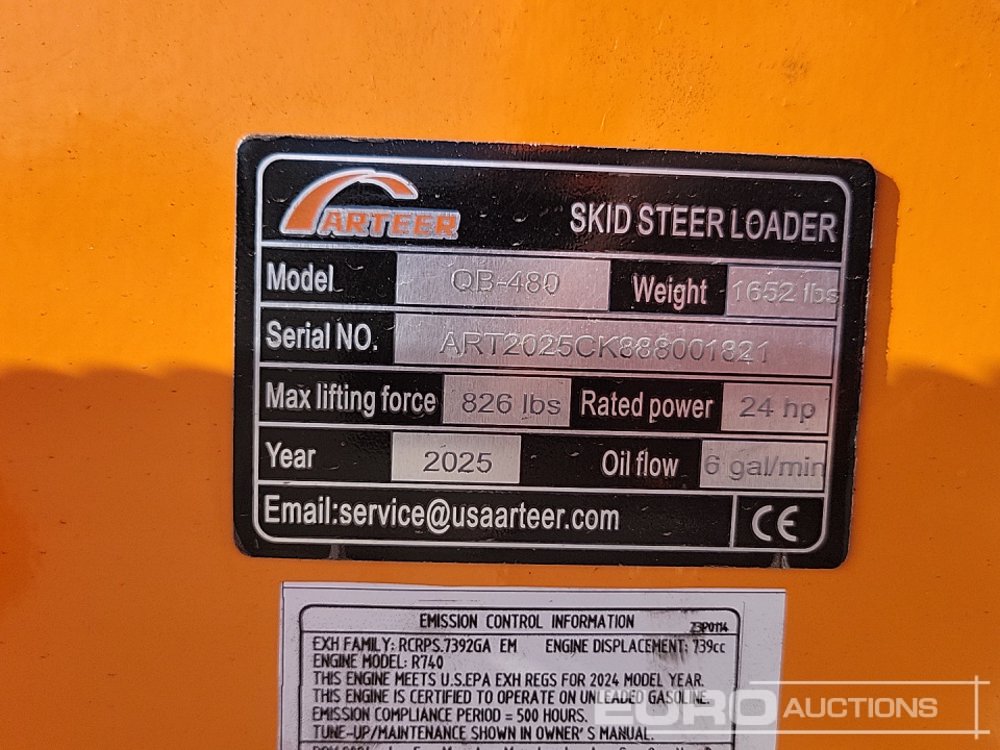 ARTEER SKID STEER LOADER
Model QB-480 Weight 1652 lbs
Serial NO. ART2025CK888001821
Max lifting force 826 lbs Rated power 24 hp
Year 2025 Oil flow 6 gal/min
Email:service@usaarteer.com CE
EMISSION CONTROL INFORMATION Z3P0114
EXH FAMILY: RCRPS.7392GA EM ENGINE DISPLACEMENT: 739cc
ENGINE MODEL: R740
THIS ENGINE MEETS U.S.EPA EXH REGS FOR 2024 MODEL YEAR.
THIS ENGINE IS CERTIFIED TO OPERATE ON UNLEADED GASOLINE.
EMISSION COMPLIANCE PERIOD = 500 HOURS.
TUNE-UP/MAINTENANCE SHOWN IN OWNER'S MANUAL.
EURO AUCTIONS